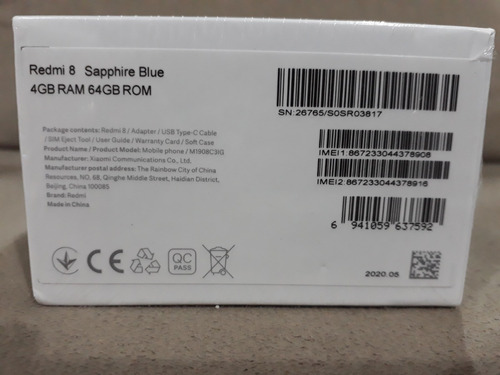 Redmi 8 Sapphire Blue
4GB RAM 64GB ROM
Package contents: Redmi 8 / Adapter / USB Type-C Cable
/ SIM Eject Tool / User Guide / Warranty Card / Soft Case
Product Name / Product Model: Mobile phone / M1908C3IG
Manufacturer: Xiaomi Communications Co., Ltd.
Manufacturer postal address: The Rainbow City of China
Resources, NO. 68, Qinghe Middle Street, Haidian District,
Beijing, China 100085
Brand: Redmi
Made in China
CE
QC
PASS
SN:26765/S0SR03817
IMEI1:867233044378908
IMEI2:867233044378916
6 941059 637592
2020.05